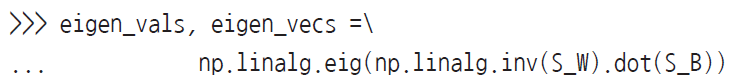 >>> eigen_vals, eigen_vecs =\
... np.linalg.eig(np.linalg.inv(S_W).dot(S_B))